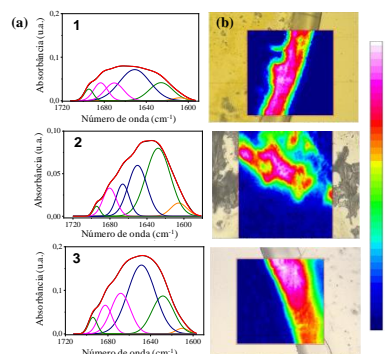 (a)
(b)
1
Absorbância (u.a.)
0,2
0,1
0,0
1680
1640
1600
Número de onda (cm⁻¹)
2
Absorbância (u.a.)
0,10
0,05
0,00
1720
1680
1640
1600
Número de onda (cm⁻¹)
3
Absorbância (u.a.)
0,2
0,1
0,0
1720
1680
1640
1600
Número de onda (cm⁻¹)